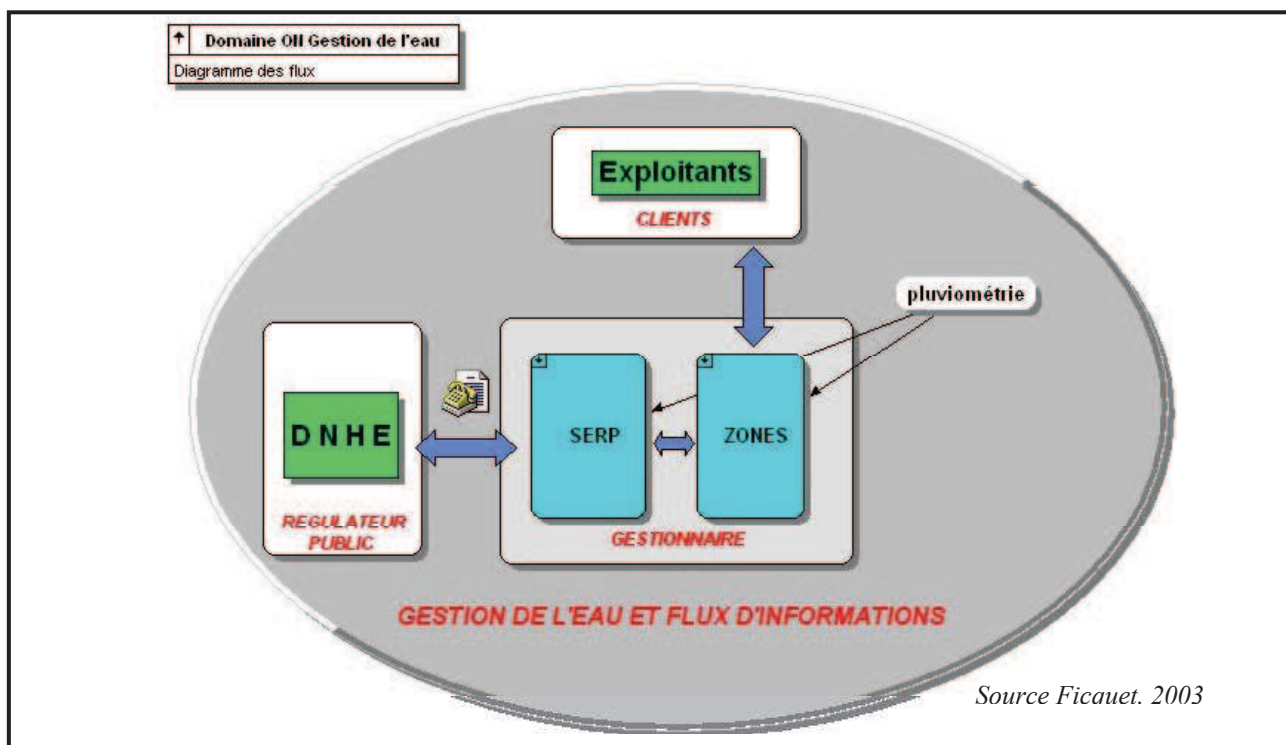 Domaine OII Gestion de l'eau
Diagramme des flux
Exploitants
CLIENTS
pluviométrie
DNHE
REGULATEUR
PUBLIC
SERP
ZONES
GESTIONNAIRE
GESTION DE L'EAU ET FLUX D'INFORMATIONS
Source Ficauet. 2003